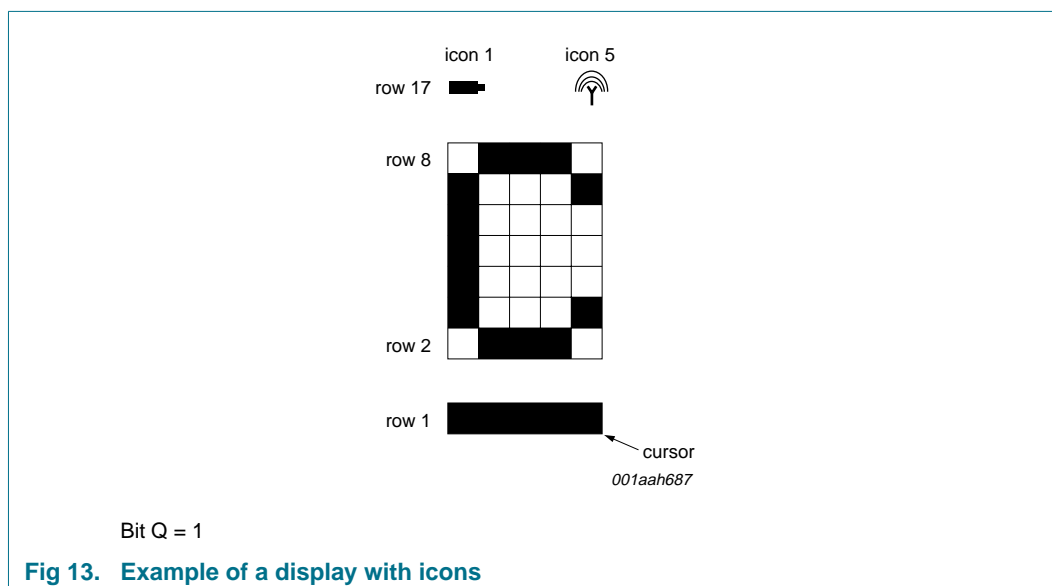 icon 1 icon 5
row 17
row 8
row 2
row 1
cursor
001aah687
Bit Q = 1
Fig 13. Example of a display with icons